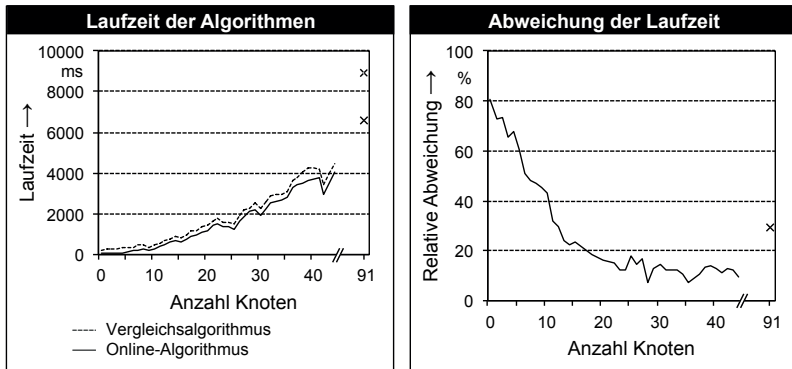 Laufzeit der Algorithmen
10000
ms
8000
6000
4000
2000
0
Laufzeit →
0 10 20 30 40 91
Anzahl Knoten
Vergleichsalgorithmus
Online-Algorithmus
Abweichung der Laufzeit
100
%
80
60
40
20
0
Relative Abweichung →
0 10 20 30 40 91
Anzahl Knoten